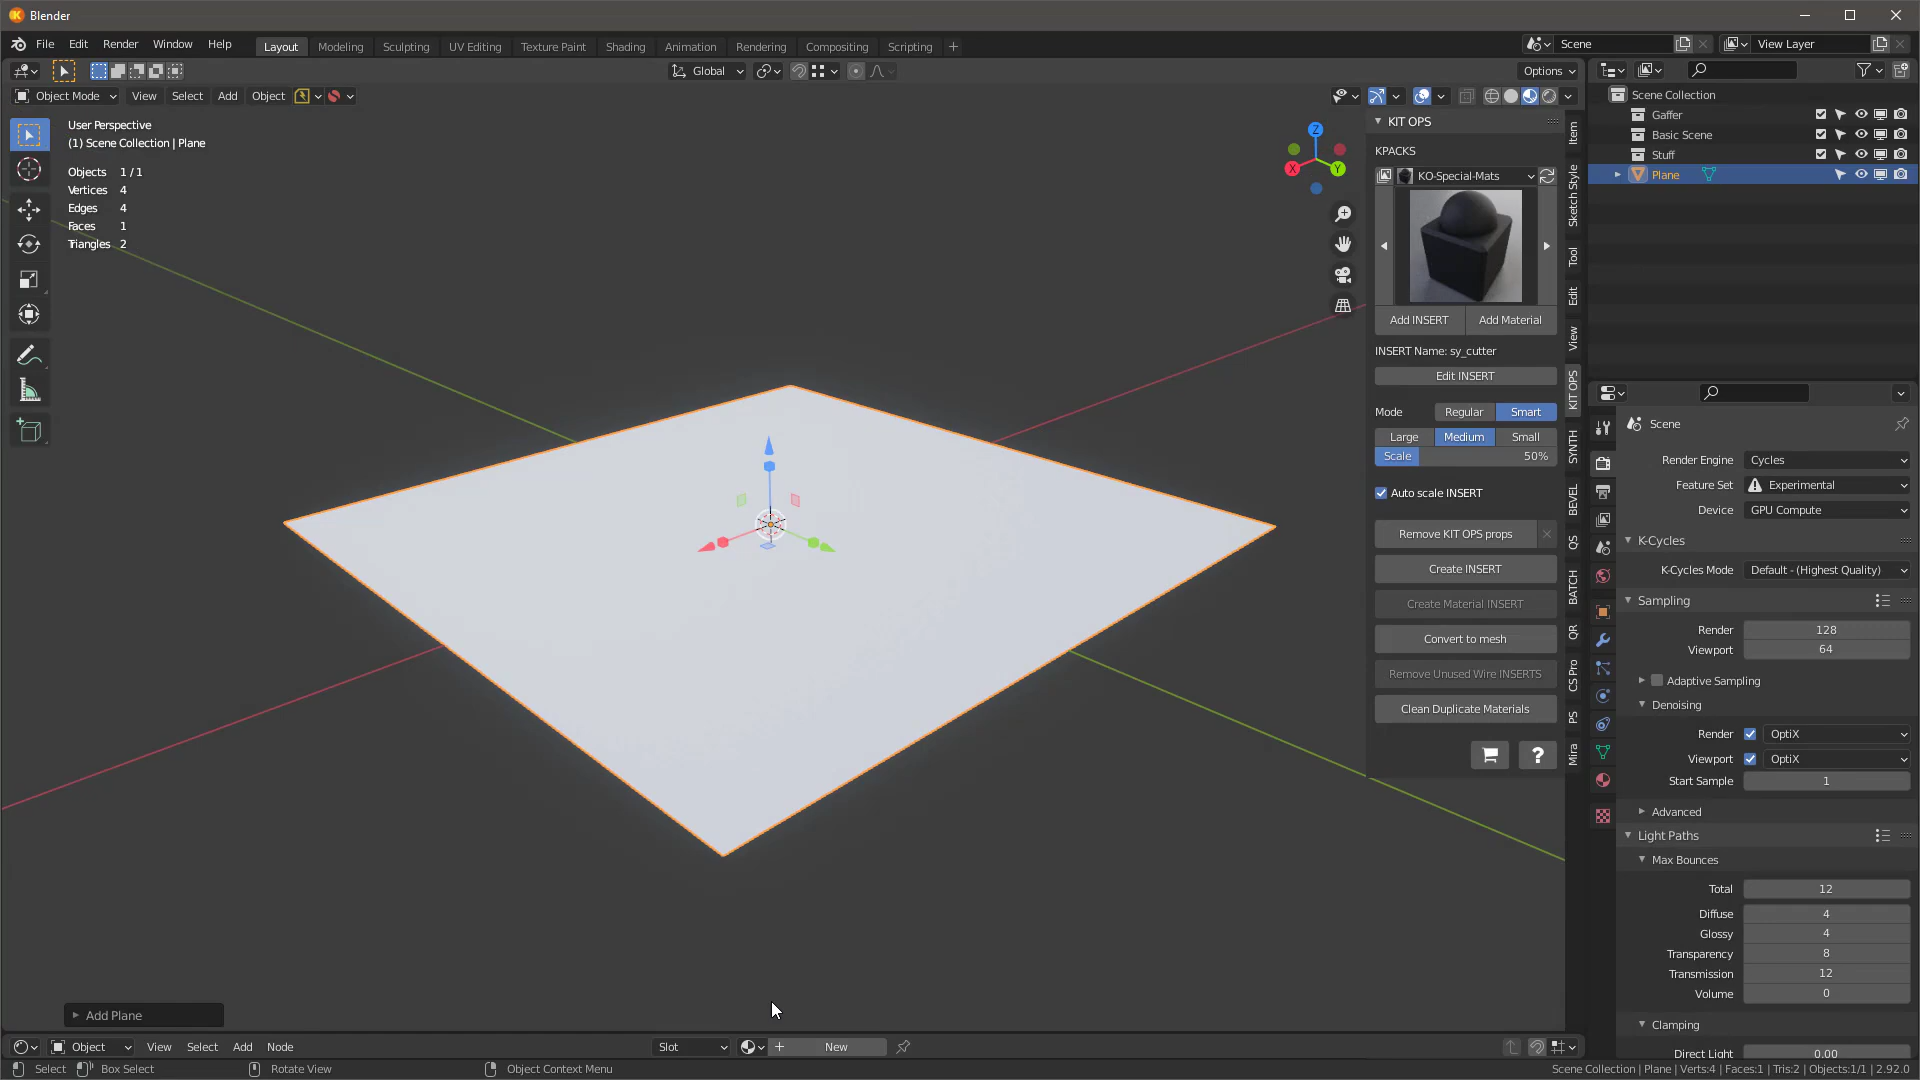 Blender
File Edit Render Window Help Layout Modeling Sculpting UV Editing Texture Paint Shading Animation Rendering Compositing Scripting + Scene View Layer
Global Options
Object Mode View Select Add Object
User Perspective
(1) Scene Collection | Plane
Objects 1 / 1
Vertices 4
Edges 4
Faces 1
Triangles 2
Z
X
Y
KIT OPS
KPACKS
KO-Special-Mats
Add INSERT Add Material
INSERT Name: sy_cutter
Edit INSERT
Mode Regular Smart
Large Medium Small
Scale 50%
Auto scale INSERT
Remove KIT OPS props
Create INSERT
Create Material INSERT
Convert to mesh
Remove Unused Wire INSERTS
Clean Duplicate Materials
?
Item
Sketch Style
Tool
Edit
View
KIT OPS
SYNTH
BEVEL
QS
BATCH
QR
CS Pro
PS
Mira
Scene Collection
Gaffer
Basic Scene
Stuff
Plane
Scene
Render Engine Cycles
Feature Set Experimental
Device GPU Compute
K-Cycles
K-Cycles Mode Default - (Highest Quality)
Sampling
Render 128
Viewport 64
Adaptive Sampling
Denoising
Render OptiX
Viewport OptiX
Start Sample 1
Advanced
Light Paths
Max Bounces
Total 12
Diffuse 4
Glossy 4
Transparency 8
Transmission 12
Volume 0
Clamping
Direct Light 0.00
Add Plane
Object View Select Add Node Slot New
Select Box Select Rotate View Object Context Menu Scene Collection | Plane | Verts:4 | Faces:1 | Tris:2 | Objects:1/1 | 2.92.0